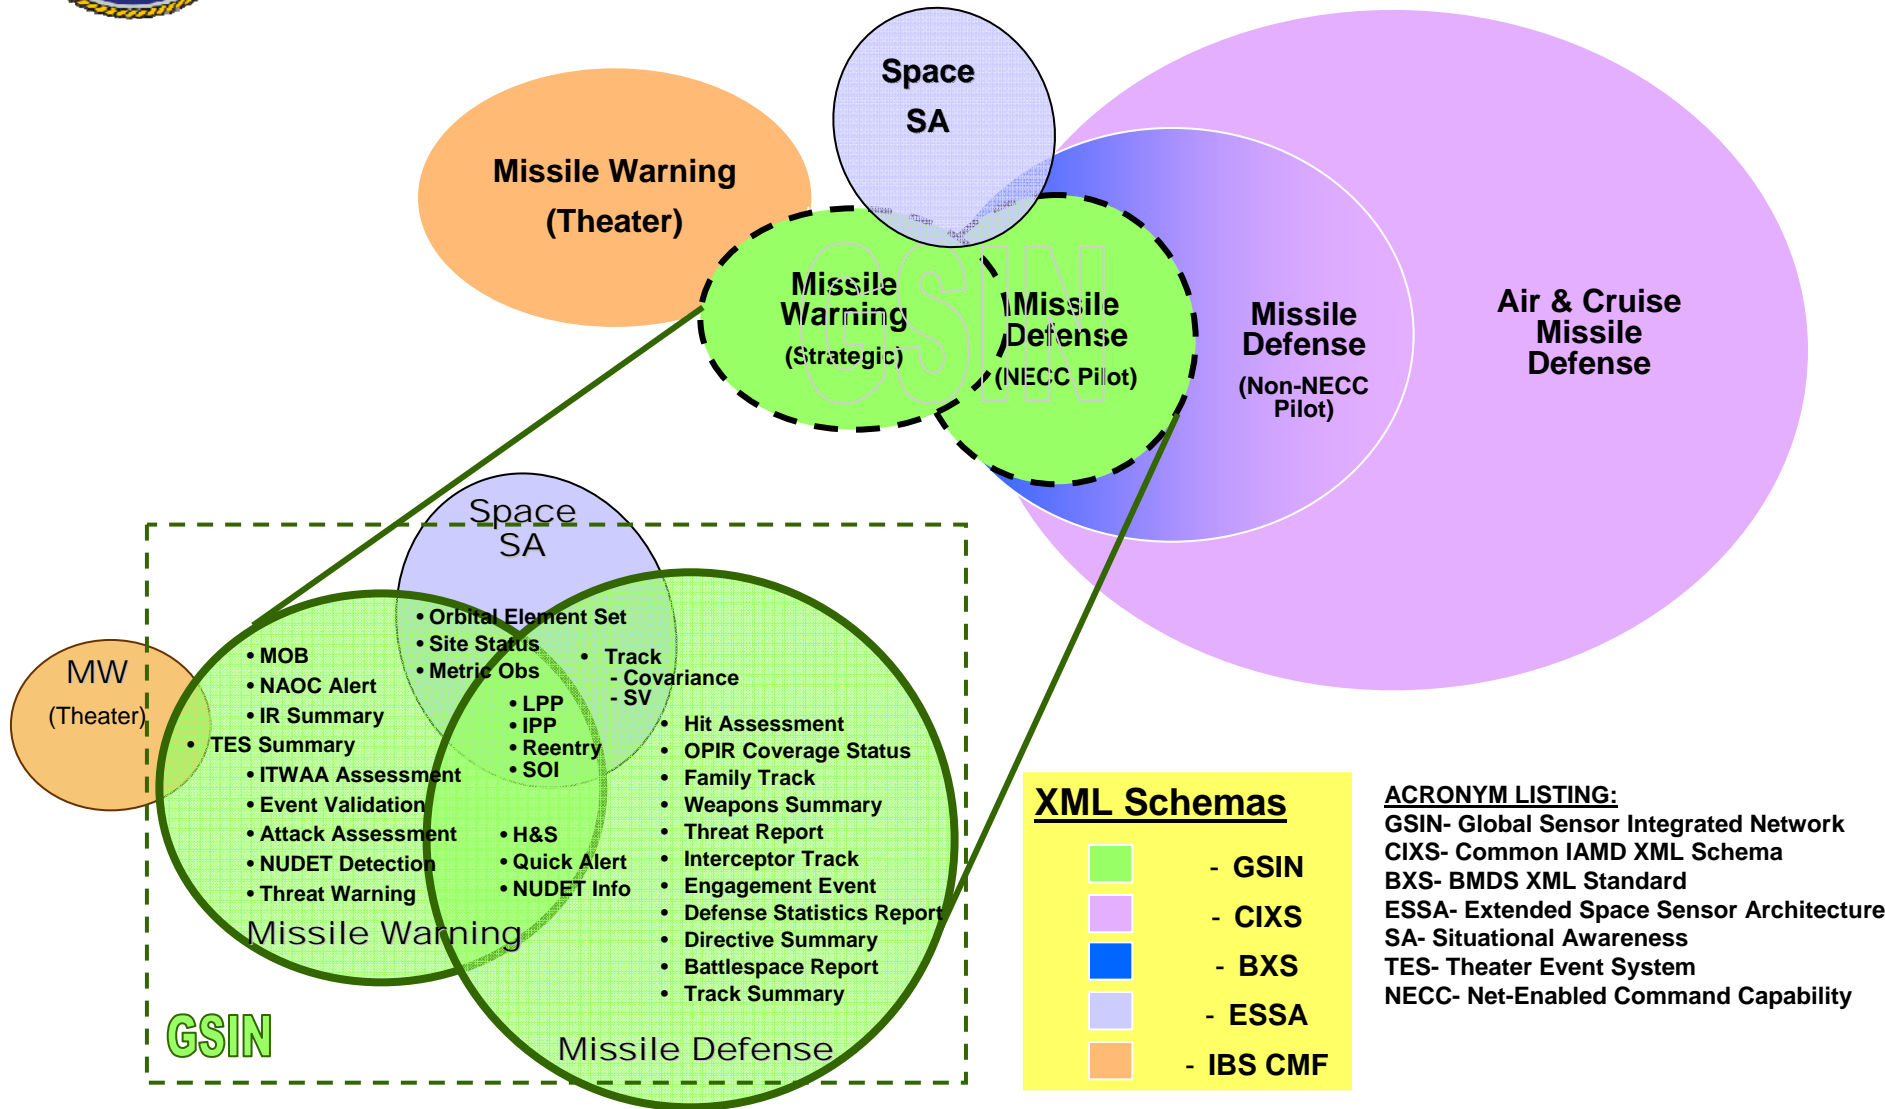 Space
SA
Missile Warning
(Theater)
GSIN
Missile
Warning
(Strategic)
Missile
Defense
(NECC Pilot)
Missile
Defense
(Non-NECC
Pilot)
Air & Cruise
Missile
Defense
Space
SA
• Orbital Element Set
• Site Status
• Metric Obs
• Track
- Covariance
- SV
MW
(Theater)
• MOB
• NAOC Alert
• IR Summary
• TES Summary
• ITWAA Assessment
• Event Validation
• Attack Assessment
• NUDET Detection
• Threat Warning
Missile Warning
• LPP
• IPP
• Reentry
• SOI
• H&S
• Quick Alert
• NUDET Info
• Hit Assessment
• OPIR Coverage Status
• Family Track
• Weapons Summary
• Threat Report
• Interceptor Track
• Engagement Event
• Defense Statistics Report
• Directive Summary
• Battlespace Report
• Track Summary
Missile Defense
GSIN
XML Schemas
- GSIN
- CIXS
- BXS
- ESSA
- IBS CMF
ACRONYM LISTING:
GSIN- Global Sensor Integrated Network
CIXS- Common IAMD XML Schema
BXS- BMDS XML Standard
ESSA- Extended Space Sensor Architecture
SA- Situational Awareness
TES- Theater Event System
NECC- Net-Enabled Command Capability